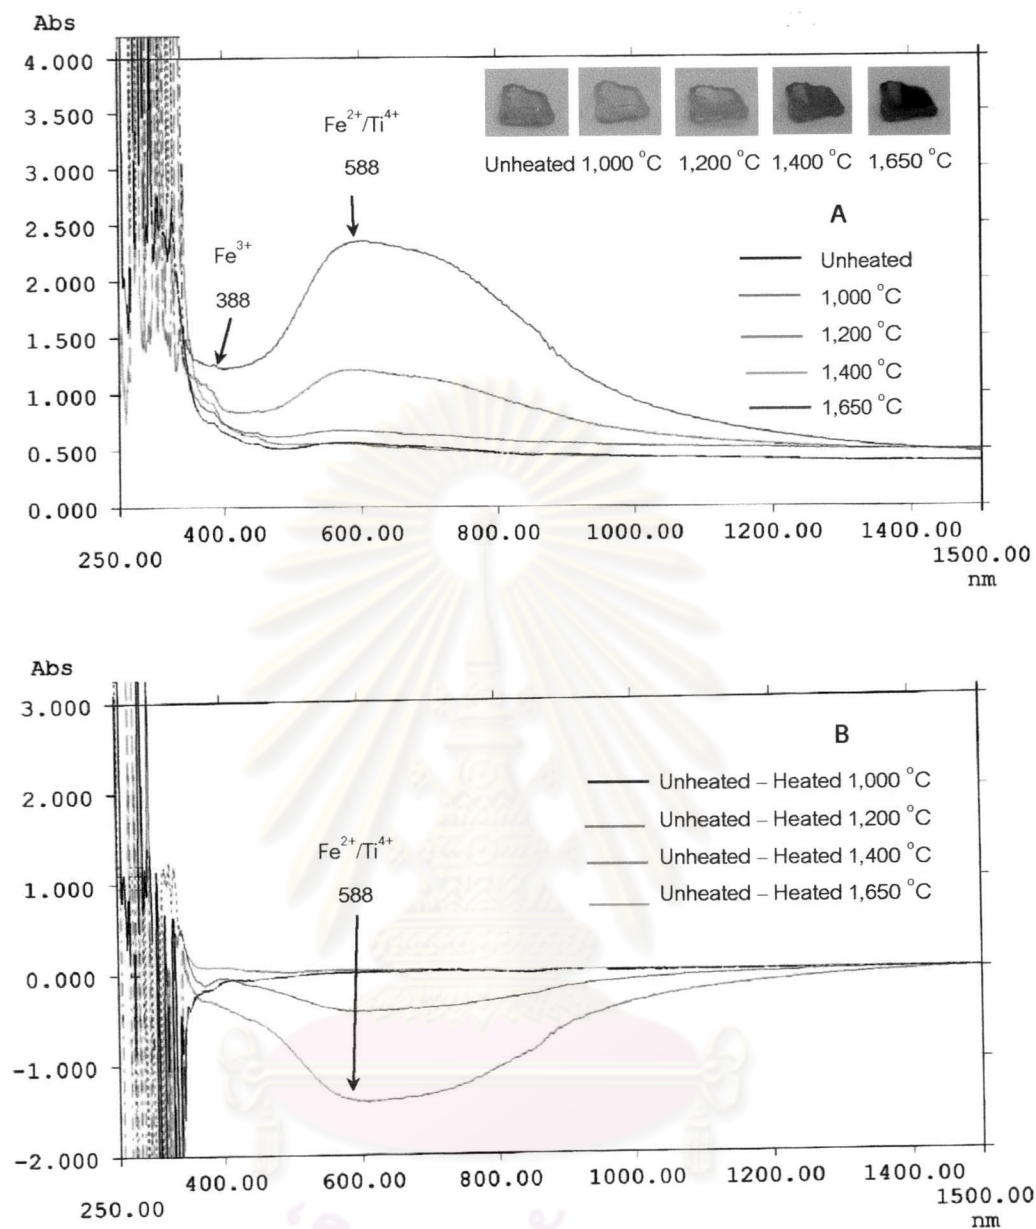 Abs
4.000
3.500
3.000
2.500
2.000
1.500
1.000
0.500
0.000
Fe2+/Ti4+
588
Fe3+
388
Unheated 1,000 °C 1,200 °C 1,400 °C 1,650 °C
A
Unheated
1,000 °C
1,200 °C
1,400 °C
1,650 °C
400.00 600.00 800.00 1000.00 1200.00 1400.00
250.00 1500.00
nm
Abs
3.000
2.000
1.000
0.000
-1.000
-2.000
Fe2+/Ti4+
588
B
Unheated – Heated 1,000 °C
Unheated – Heated 1,200 °C
Unheated – Heated 1,400 °C
Unheated – Heated 1,650 °C
400.00 600.00 800.00 1000.00 1200.00 1400.00
250.00 1500.00
nm